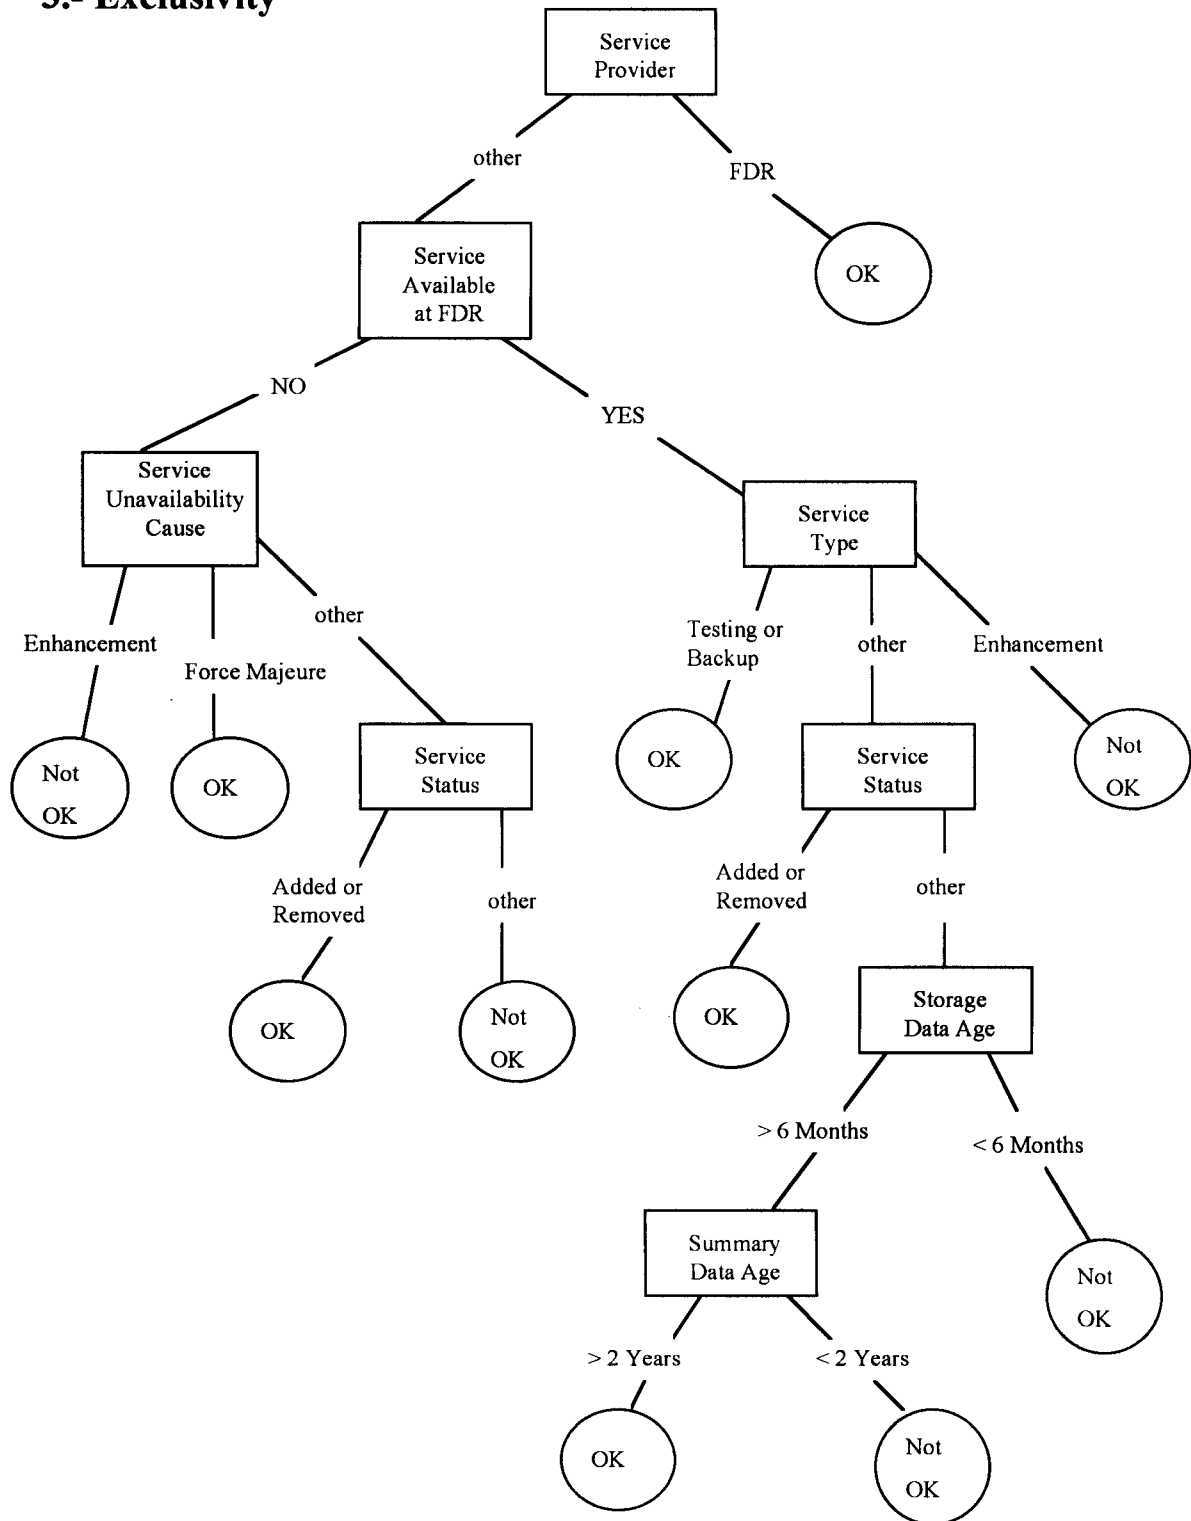 3.- Exclusivity
Service
Provider
other
FDR
Service
Available
at FDR
OK
NO
YES
Service
Unavailability
Cause
Service
Type
Enhancement
Force Majeure
other
Testing or
Backup
other
Enhancement
Not
OK
OK
Service
Status
OK
Service
Status
Not
OK
Added or
Removed
other
Added or
Removed
other
OK
Not
OK
OK
Storage
Data Age
> 6 Months
< 6 Months
Summary
Data Age
Not
OK
> 2 Years
< 2 Years
OK
Not
OK